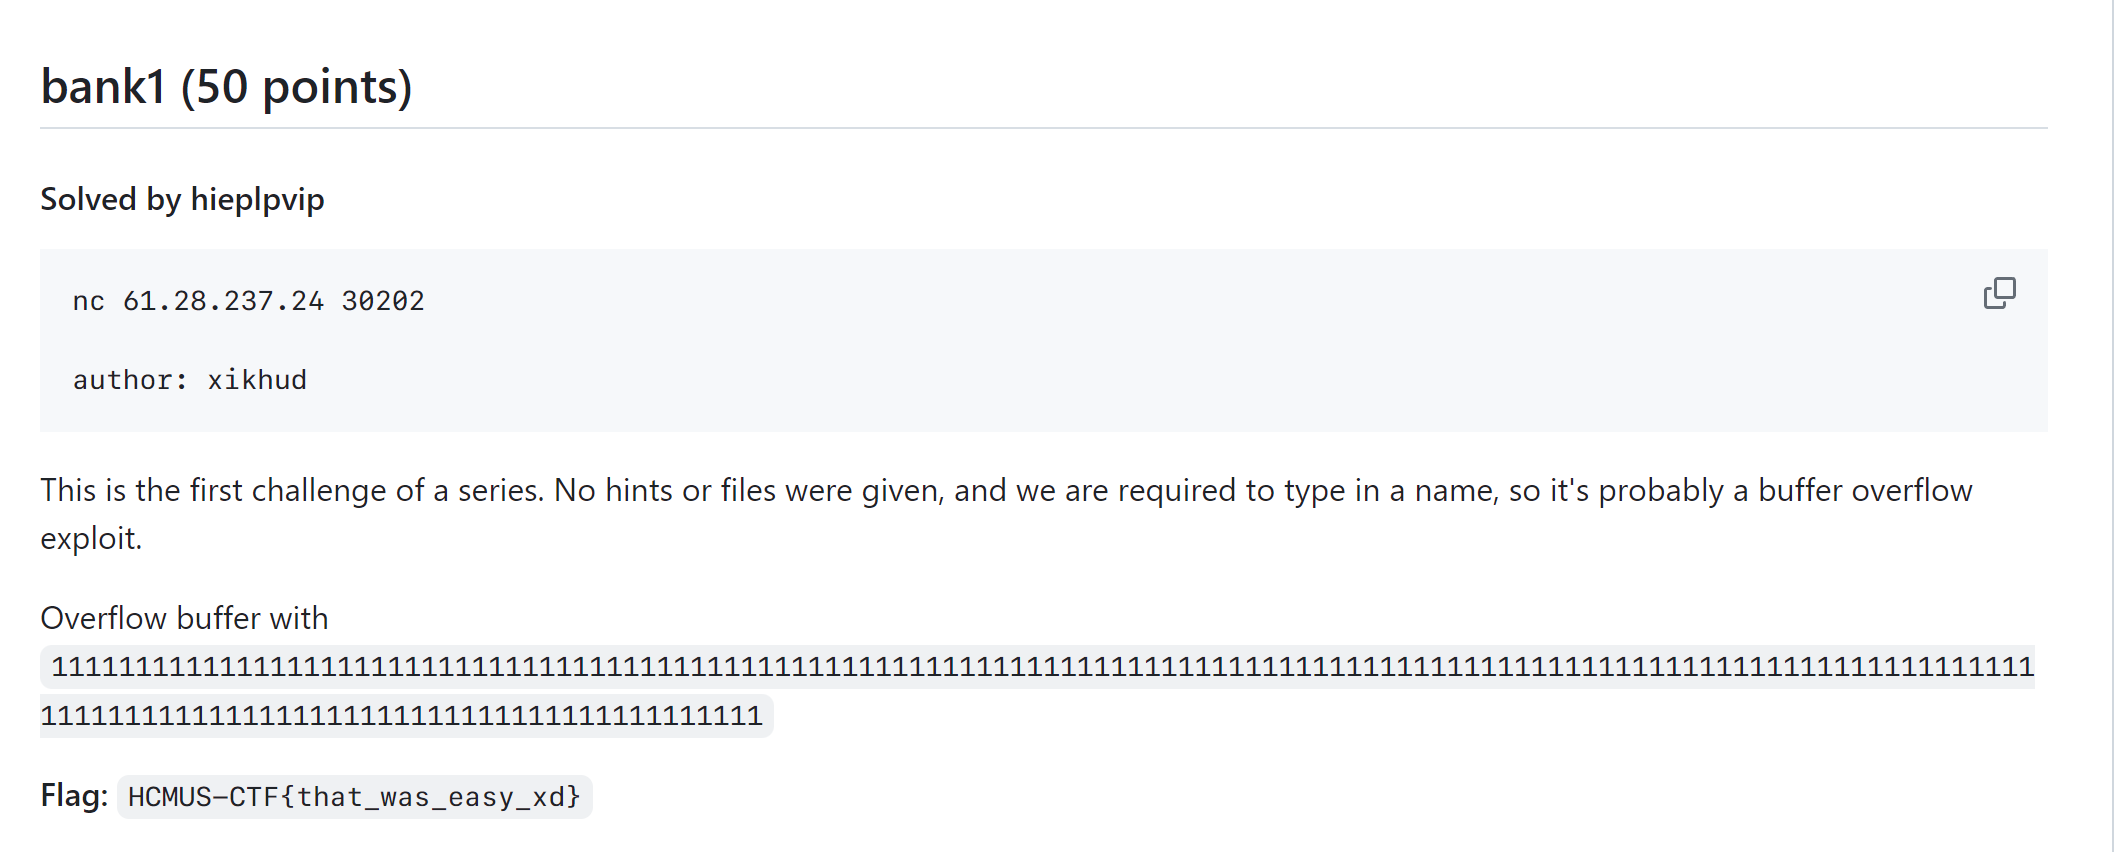 bank1 (50 points)
Solved by hieplpvip
nc 61.28.237.24 30202
author: xikhud
This is the first challenge of a series. No hints or files were given, and we are required to type in a name, so it's probably a buffer overflow
exploit.
Overflow buffer with
1111111111111111111111111111111111111111111111111111111111111111111111111111111111111111111111111111111111111111111111
1111111111111111111111111111111111111111111
Flag: HCMUS-CTF{that_was_easy_xd}